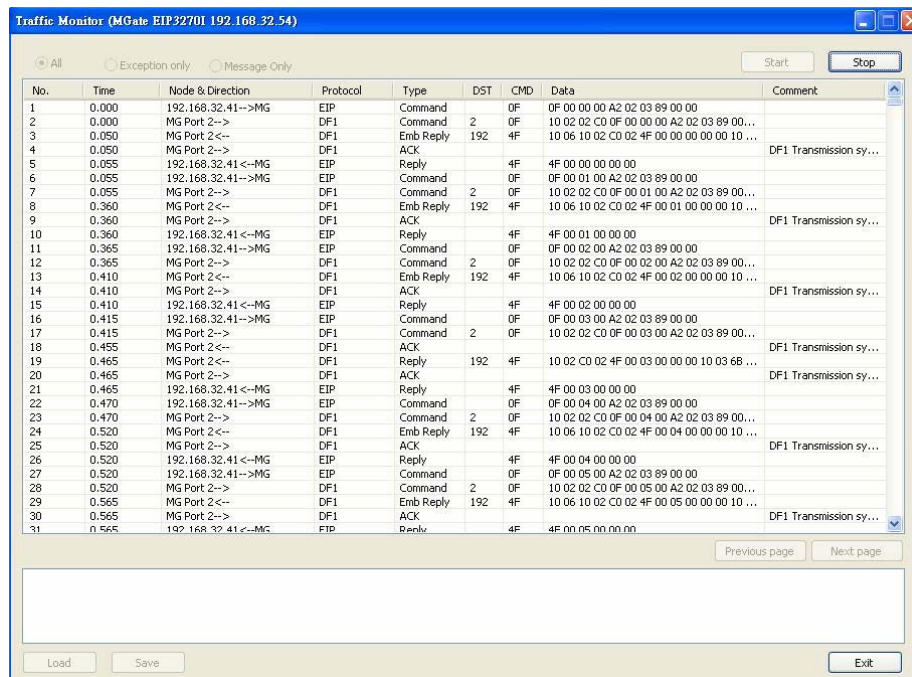 Traffic Monitor (MGate EIP3270I 192.168.32.54)
All Exception only Message Only Start Stop
No. Time Node & Direction Protocol Type DST CMD Data Comment
1 0.000 192.168.32.41-->MG EIP Command 0F 0F 00 00 00 A2 02 03 89 00 00
2 0.000 MG Port 2--> DF1 Command 2 0F 10 02 02 C0 0F 00 00 00 A2 02 03 89 00...
3 0.050 MG Port 2<-- DF1 Emb Reply 192 4F 10 06 10 02 C0 02 4F 00 00 00 00 00 10 ...
4 0.050 MG Port 2--> DF1 ACK DF1 Transmission sy...
5 0.055 192.168.32.41<--MG EIP Reply 4F 4F 00 00 00 00 00
6 0.055 192.168.32.41-->MG EIP Command 0F 0F 00 01 00 A2 02 03 89 00 00
7 0.055 MG Port 2--> DF1 Command 2 0F 10 02 02 C0 0F 00 01 00 A2 02 03 89 00...
8 0.360 MG Port 2<-- DF1 Emb Reply 192 4F 10 06 10 02 C0 02 4F 00 01 00 00 00 10 ...
9 0.360 MG Port 2--> DF1 ACK DF1 Transmission sy...
10 0.360 192.168.32.41<--MG EIP Reply 4F 4F 00 01 00 00 00
11 0.365 192.168.32.41-->MG EIP Command 0F 0F 00 02 00 A2 02 03 89 00 00
12 0.365 MG Port 2--> DF1 Command 2 0F 10 02 02 C0 0F 00 02 00 A2 02 03 89 00...
13 0.410 MG Port 2<-- DF1 Emb Reply 192 4F 10 06 10 02 C0 02 4F 00 02 00 00 00 10 ...
14 0.410 MG Port 2--> DF1 ACK DF1 Transmission sy...
15 0.410 192.168.32.41<--MG EIP Reply 4F 4F 00 02 00 00 00
16 0.415 192.168.32.41-->MG EIP Command 0F 0F 00 03 00 A2 02 03 89 00 00
17 0.415 MG Port 2--> DF1 Command 2 0F 10 02 02 C0 0F 00 03 00 A2 02 03 89 00...
18 0.455 MG Port 2<-- DF1 ACK DF1 Transmission sy...
19 0.465 MG Port 2<-- DF1 Reply 192 4F 10 02 C0 02 4F 00 03 00 00 00 10 03 6B ...
20 0.465 MG Port 2--> DF1 ACK DF1 Transmission sy...
21 0.465 192.168.32.41<--MG EIP Reply 4F 4F 00 03 00 00 00
22 0.470 192.168.32.41-->MG EIP Command 0F 0F 00 04 00 A2 02 03 89 00 00
23 0.470 MG Port 2--> DF1 Command 2 0F 10 02 02 C0 0F 00 04 00 A2 02 03 89 00...
24 0.520 MG Port 2<-- DF1 Emb Reply 192 4F 10 06 10 02 C0 02 4F 00 04 00 00 00 10 ...
25 0.520 MG Port 2--> DF1 ACK DF1 Transmission sy...
26 0.520 192.168.32.41<--MG EIP Reply 4F 4F 00 04 00 00 00
27 0.520 192.168.32.41-->MG EIP Command 0F 0F 00 05 00 A2 02 03 89 00 00
28 0.520 MG Port 2--> DF1 Command 2 0F 10 02 02 C0 0F 00 05 00 A2 02 03 89 00...
29 0.565 MG Port 2<-- DF1 Emb Reply 192 4F 10 06 10 02 C0 02 4F 00 05 00 00 00 10 ...
30 0.565 MG Port 2--> DF1 ACK DF1 Transmission sy...
31 0.565 192.168.32.41<--MG EIP Reply 4F 4F 00 05 00 00 00
Previous page Next page
Load Save Exit